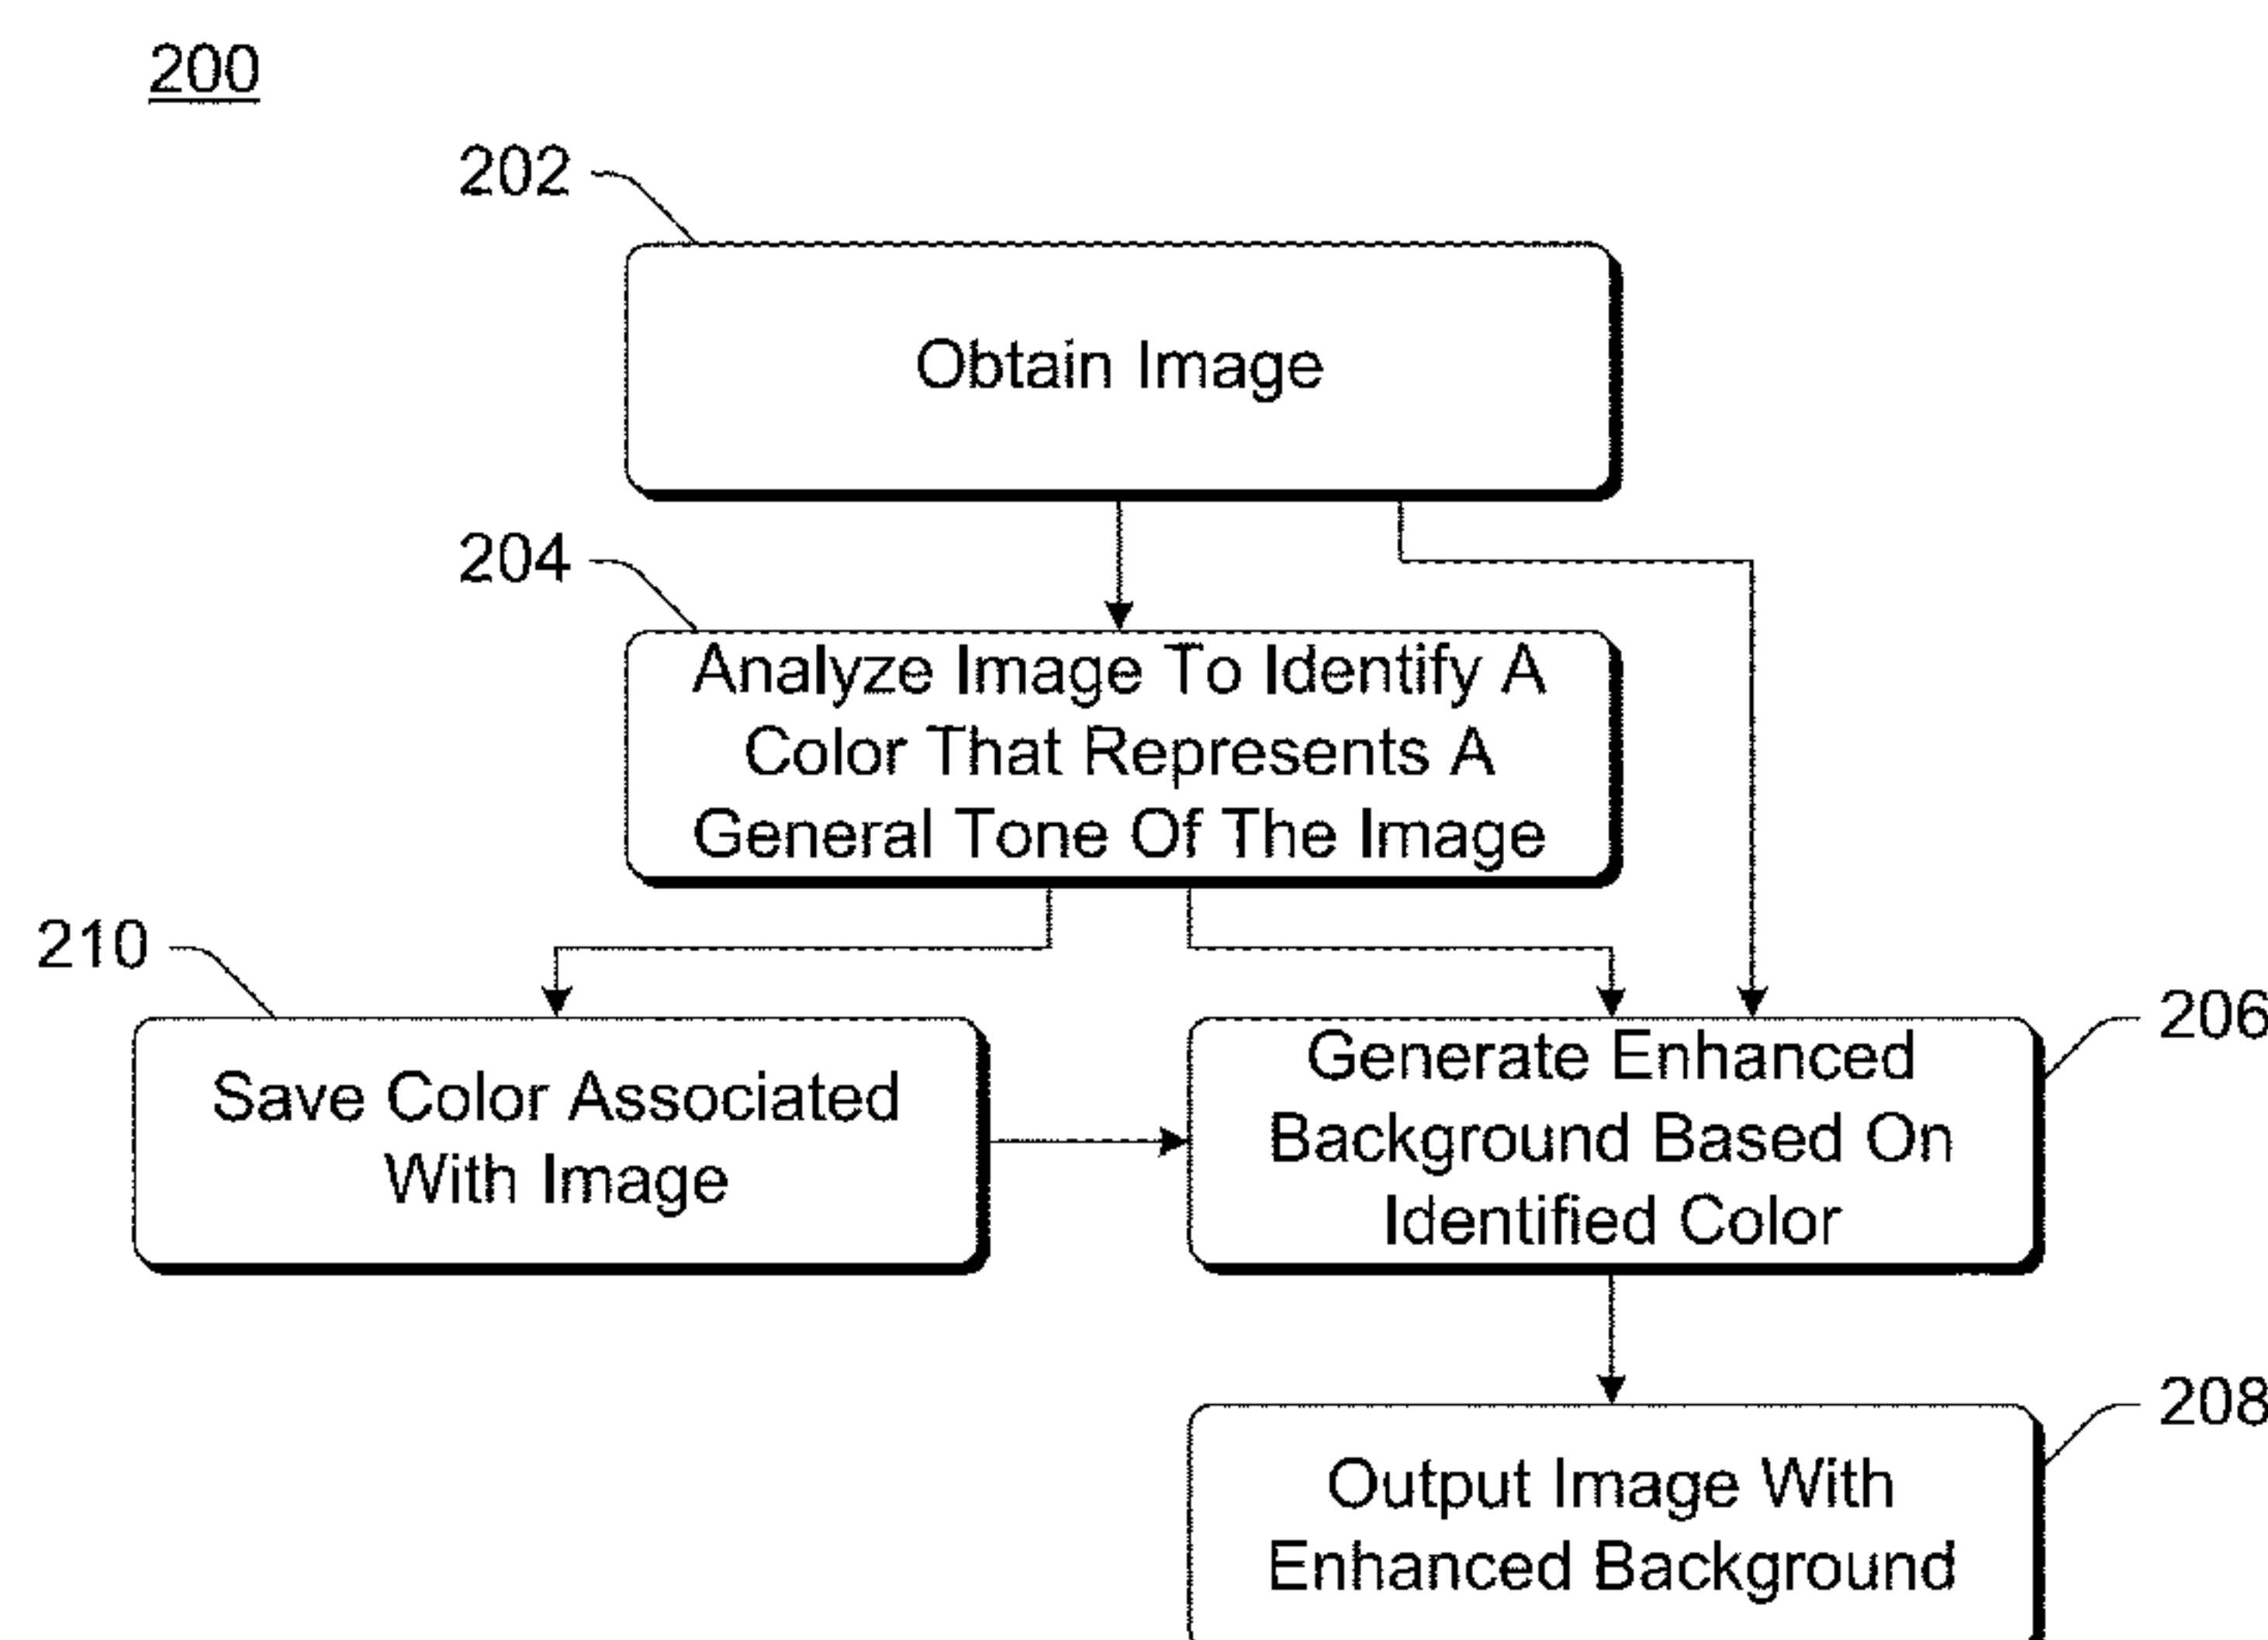 200
202
Obtain Image
204
Analyze Image To Identify A
Color That Represents A
General Tone Of The Image
210
Save Color Associated
With Image
206
Generate Enhanced
Background Based On
Identified Color
208
Output Image With
Enhanced Background